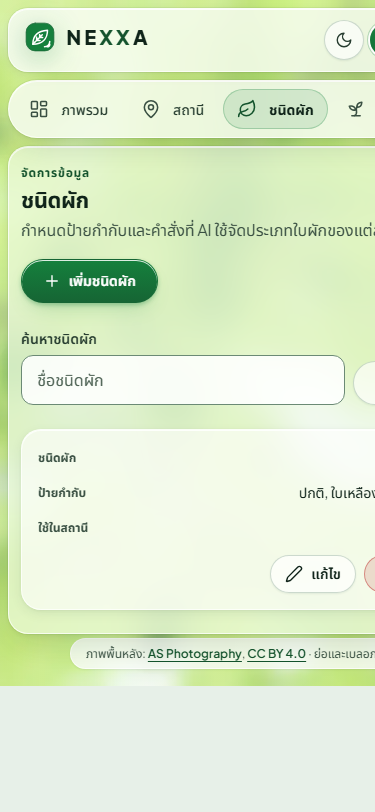 NEXXA
ภาพรวม สถานี ชนิดผัก
จัดการข้อมูล
ชนิดผัก
กำหนดป้ายกำกับและคำสั่งที่ AI ใช้จัดประเภทใบผักของแต่ล
เพิ่มชนิดผัก
ค้นหาชนิดผัก
ชื่อชนิดผัก
ชนิดผัก
ป้ายกำกับ ปกติ, ใบเหลือง
ใช้ในสถานี
แก้ไข
ภาพพื้นหลัง: AS Photography, CC BY 4.0 · ย่อและเบลอภ